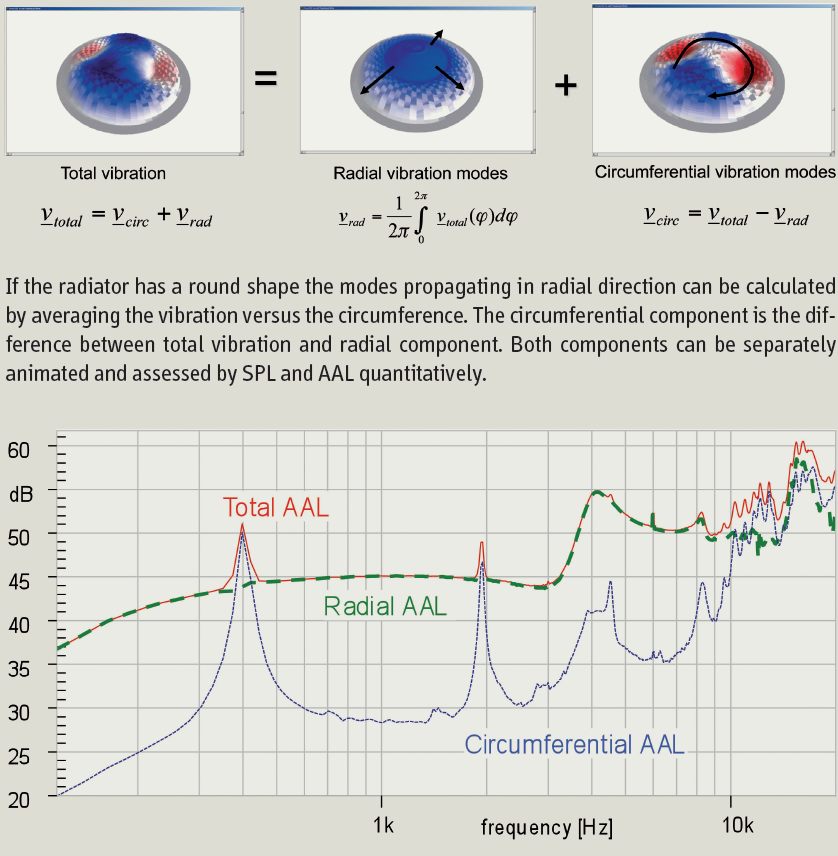 =
+
Total vibration
Radial vibration modes
Circumferential vibration modes
v_total = v_circ + v_rad
v_rad = 1/2π ∫₀^2π v_total(φ)dφ
v_circ = v_total − v_rad
If the radiator has a round shape the modes propagating in radial direction can be calculated
by averaging the vibration versus the circumference. The circumferential component is the dif-
ference between total vibration and radial component. Both components can be separately
animated and assessed by SPL and AAL quantitatively.
60
dB
50
45
40
35
30
25
20
Total AAL
Radial AAL
Circumferential AAL
1k
frequency [Hz]
10k